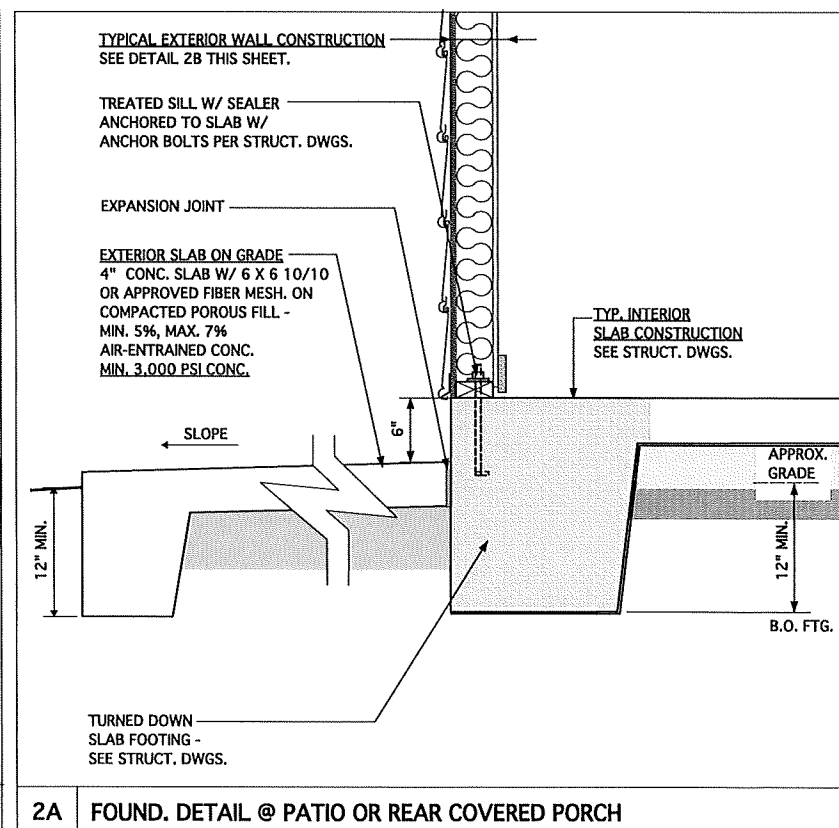 TYPICAL EXTERIOR WALL CONSTRUCTION
SEE DETAIL 2B THIS SHEET.
TREATED SILL W/ SEALER
ANCHORED TO SLAB W/
ANCHOR BOLTS PER STRUCT. DWGS.
EXPANSION JOINT
EXTERIOR SLAB ON GRADE
4" CONC. SLAB W/ 6 X 6 10/10
OR APPROVED FIBER MESH. ON
COMPACTED POROUS FILL -
MIN. 5%, MAX. 7%
AIR-ENTRAINED CONC.
MIN. 3,000 PSI CONC.
TYP. INTERIOR
SLAB CONSTRUCTION
SEE STRUCT. DWGS.
SLOPE
6"
APPROX.
GRADE
12" MIN.
12" MIN.
B.O. FTG.
TURNED DOWN
SLAB FOOTING -
SEE STRUCT. DWGS.
2A FOUND. DETAIL @ PATIO OR REAR COVERED PORCH